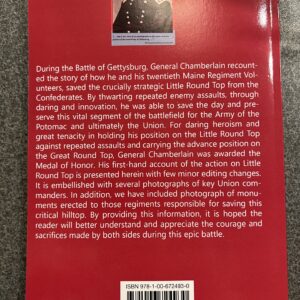 During the Battle of Gettysburg, General Chamberlain recount-
ed the story of how he and his twentieth Maine Regiment Vol-
unteers, saved the crucially strategic Little Round Top from the
Confederates. By thwarting repeated enemy assaults, through
daring and innovation, he was able to save the day and pre-
serve this vital segment of the battlefield for the Army of the
Potomac and ultimately the Union. For daring heroism and
great tenacity in holding his position on the Little Round Top
against repeated assaults and carrying the advance position on
the Great Round Top, General Chamberlain was awarded the
Medal of Honor. His first-hand account of the action on Little
Round Top is presented herein with few minor editing changes.
It is embellished with several photographs of key Union com-
manders. In addition, we have included photograph of monu-
ments erected to those regiments responsible for saving this
critical hilltop. By providing this information, it is hoped the
reader will better understand and appreciate the courage and
sacrifices made by both sides during this epic battle.
ISBN 978-1-00-672493-0